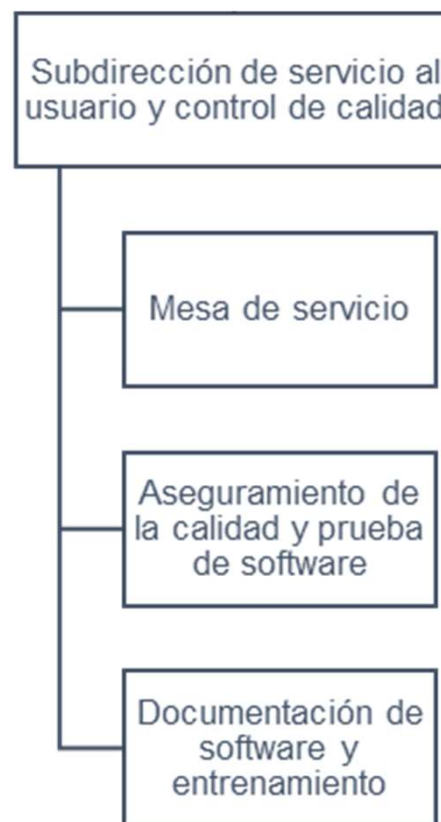 Subdirección de servicio al
usuario y control de calidad
Mesa de servicio
Aseguramiento de
la calidad y prueba
de software
Documentación de
software y
entrenamiento